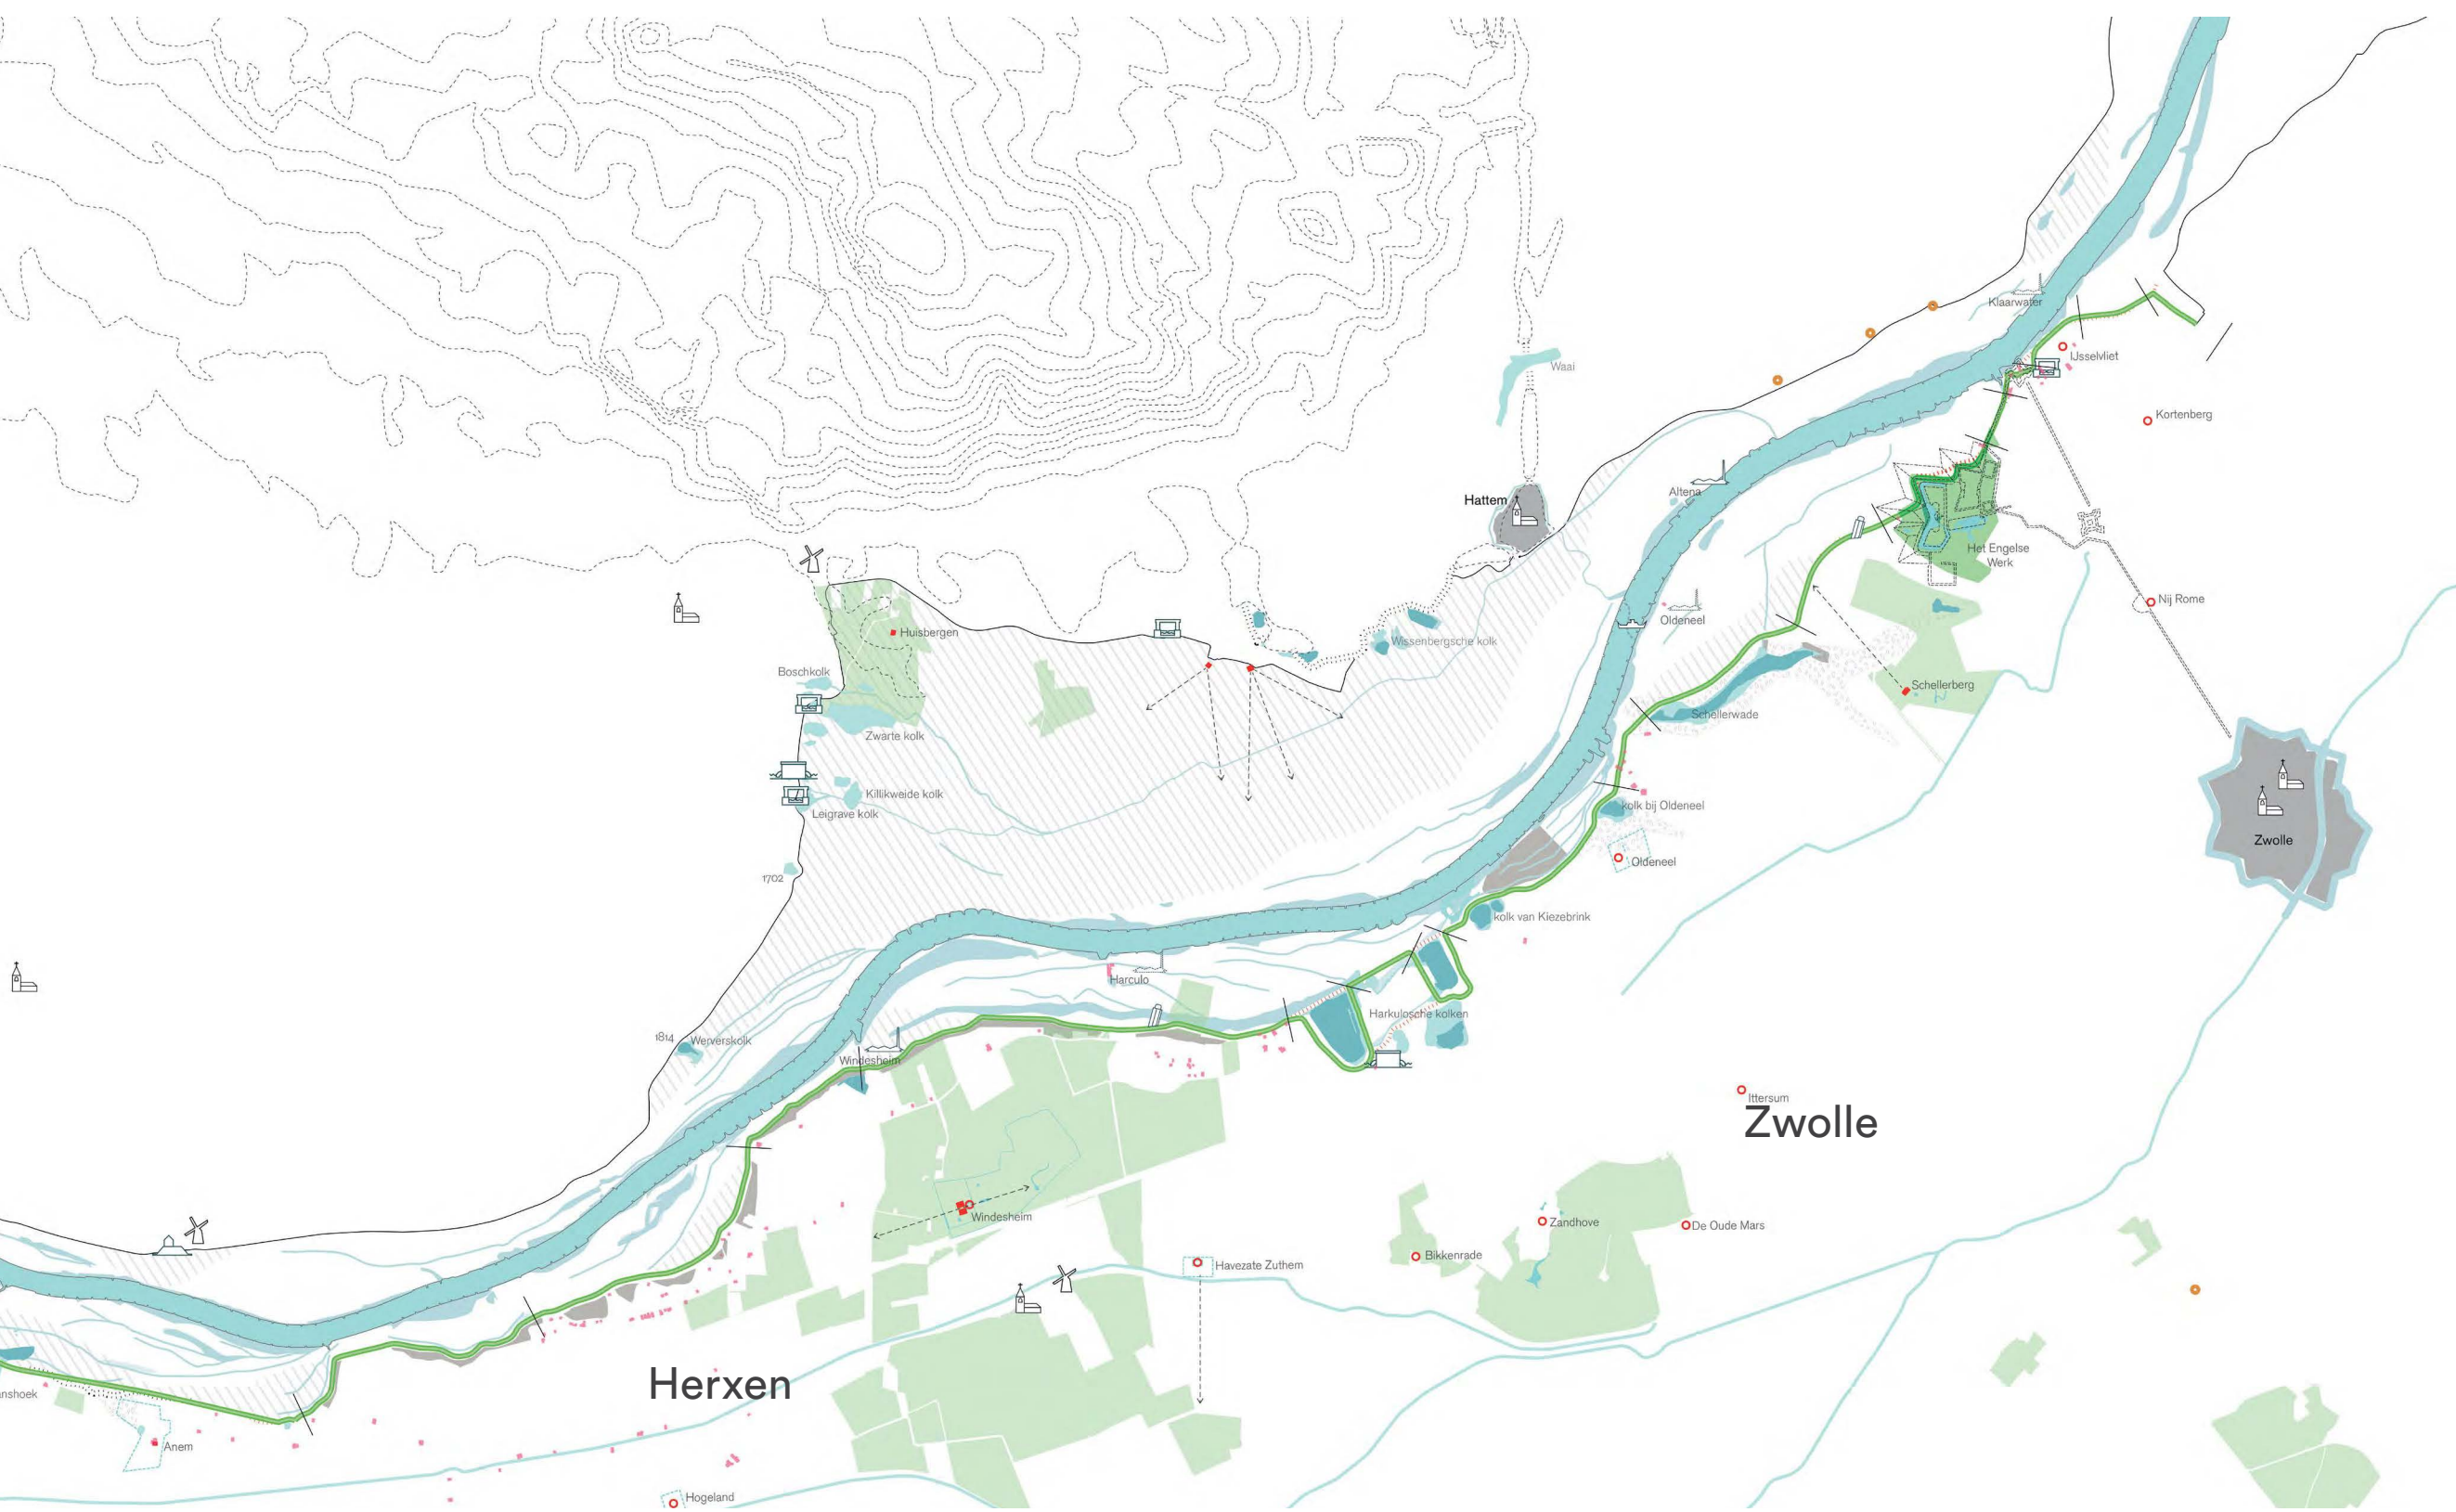 Klaarwater
IJsselvliet
Waai
Kortenberg
Altena
Hattem
Het Engelse
Werk
Nij Rome
Oldeneel
Huisbergen
Wissenbergsche kolk
Boschkolk
Schellerberg
Schellerwade
Zwarte kolk
Killikweide kolk
kolk bij Oldeneel
Leigrave kolk
Zwolle
Oldeneel
1702
kolk van Kiezebrink
Harculo
Harkulosche kolken
1814
Werverskolk
Windesheim
Ittersum
Zwolle
Windesheim
Zandhove
De Oude Mars
Bikkenrade
Havezate Zuthem
Herxen
nshoek
Anem
Hogeland